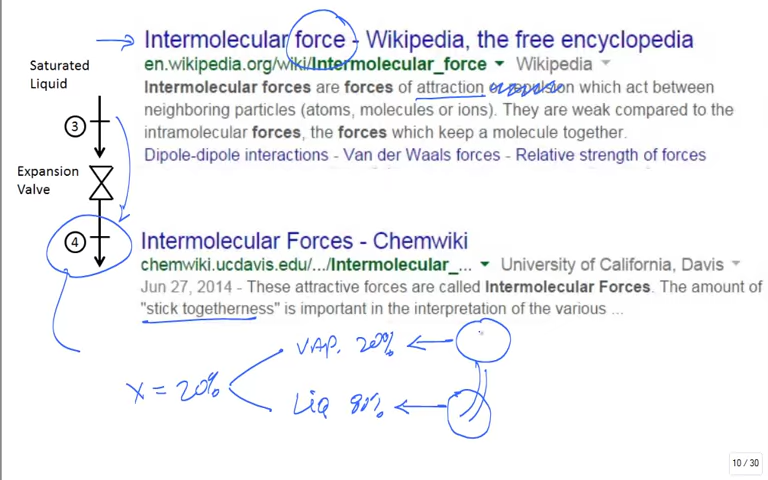 Intermolecular force - Wikipedia, the free encyclopedia
en.wikipedia.org/wiki/Intermolecular_force Wikipedia
Saturated
Liquid
Intermolecular forces are forces of attraction or repulsion which act between
neighboring particles (atoms, molecules or ions). They are weak compared to the
intramolecular forces, the forces which keep a molecule together.
Dipole-dipole interactions - Van der Waals forces - Relative strength of forces
3
Expansion
Valve
4
Intermolecular Forces - Chemwiki
chemwiki.ucdavis.edu/.../Intermolecular_... University of California, Davis
Jun 27, 2014 - These attractive forces are called Intermolecular Forces. The amount of
"stick togetherness" is important in the interpretation of the various ...
VAP. 20%
X = 20%
LIQ 80%
10 / 30